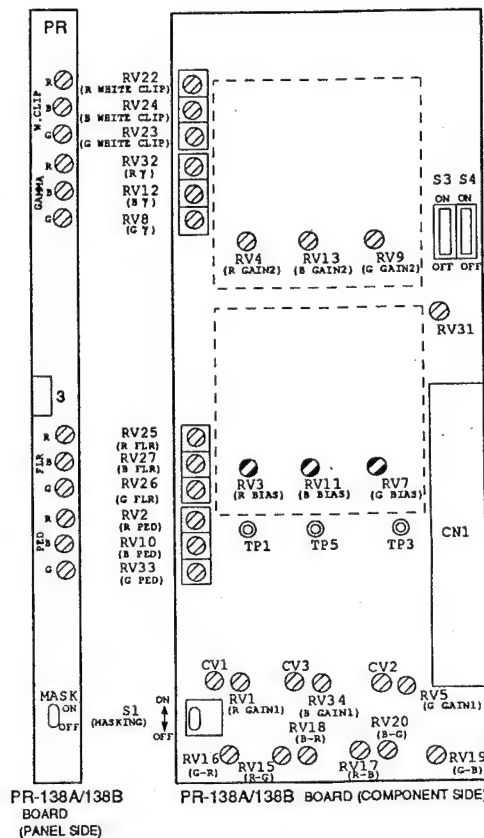 PR
W.CLIP
R
B
G
GAMMA
R
B
G
3
FLR
R
B
G
PED
R
B
G
MASK
ON
OFF
PR-138A/138B
BOARD
(PANEL SIDE)
RV22
(R WHITE CLIP)
RV24
(B WHITE CLIP)
RV23
(G WHITE CLIP)
RV32
(R γ)
RV12
(B γ)
RV8
(G γ)
RV4
(R GAIN2)
RV13
(B GAIN2)
RV9
(G GAIN2)
S3 S4
ON ON
OFF OFF
RV31
RV25
(R FLR)
RV27
(B FLR)
RV26
(G FLR)
RV2
(R PED)
RV10
(B PED)
RV33
(G PED)
RV3
(R BIAS)
RV11
(B BIAS)
RV7
(G BIAS)
TP1
TP5
TP3
CN1
CV1
RV1
(R GAIN1)
CV3
RV34
(B GAIN1)
CV2
RV5
(G GAIN1)
S1
(MASKING)
ON
OFF
RV16
(G-R)
RV15
(R-G)
RV18
(B-R)
RV17
(R-B)
RV20
(B-G)
RV19
(G-B)
PR-138A/138B BOARD (COMPONENT SIDE)